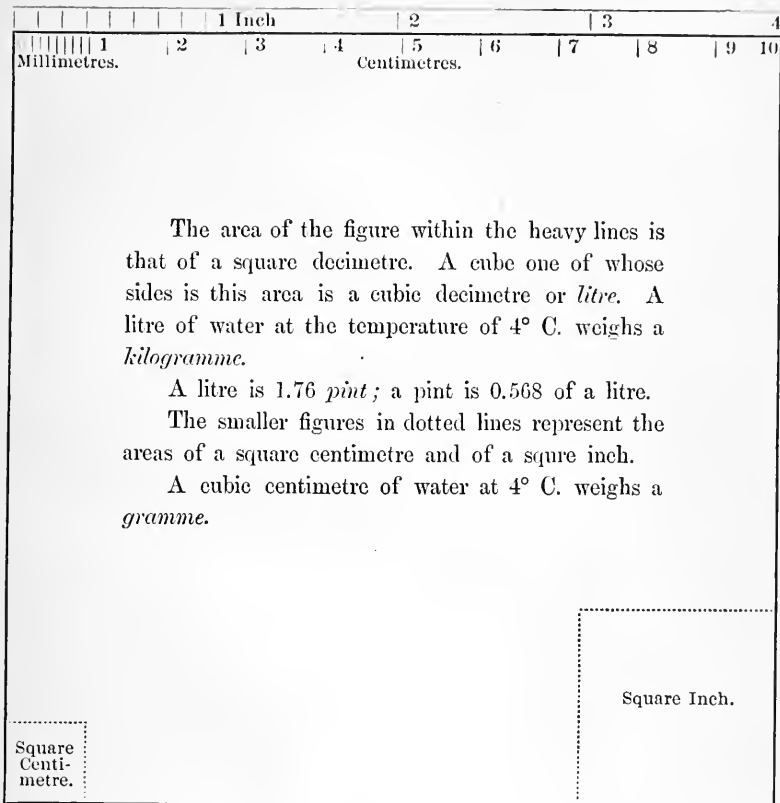 1 Inch 2 3 4
1 2 3 4 5 6 7 8 9 10
Millimetres. Centimetres.
The area of the figure within the heavy lines is
that of a square decimetre. A cube one of whose
sides is this area is a cubic decimetre or litre. A
litre of water at the temperature of 4° C. weighs a
kilogramme.
A litre is 1.76 pint; a pint is 0.568 of a litre.
The smaller figures in dotted lines represent the
areas of a square centimetre and of a squre inch.
A cubic centimetre of water at 4° C. weighs a
gramme.
Square Inch.
Square
Centi-
metre.